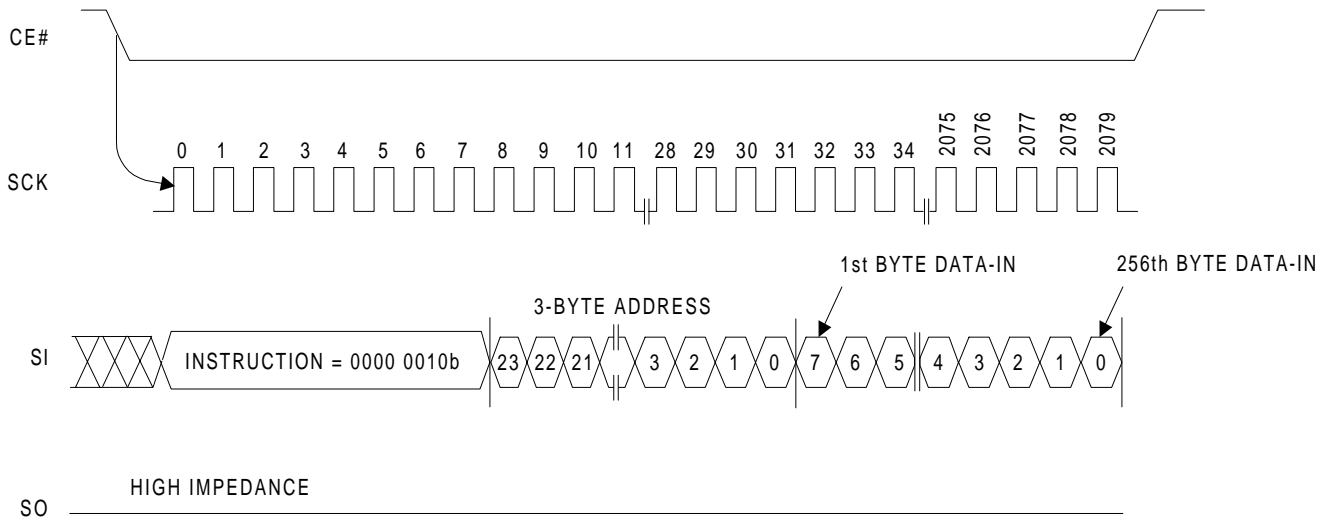 CE#
0 1 2 3 4 5 6 7 8 9 10 11 28 29 30 31 32 33 34 2075 2076 2077 2078 2079
SCK
1st BYTE DATA-IN 256th BYTE DATA-IN
3-BYTE ADDRESS
SI INSTRUCTION = 0000 0010b 23 22 21 3 2 1 0 7 6 5 4 3 2 1 0
HIGH IMPEDANCE
SO